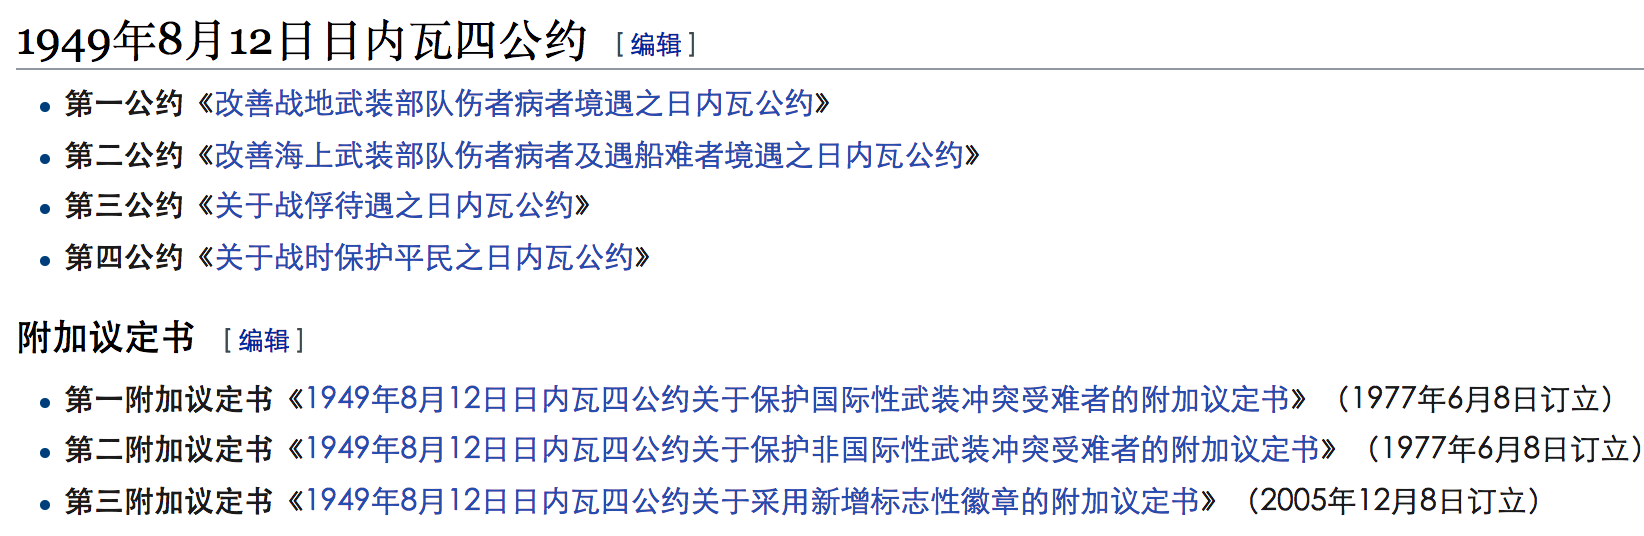 1949年8月12日日内瓦四公约 [编辑]
• 第一公约《改善战地武装部队伤者病者境遇之日内瓦公约》
• 第二公约《改善海上武装部队伤者病者及遇船难者境遇之日内瓦公约》
• 第三公约《关于战俘待遇之日内瓦公约》
• 第四公约《关于战时保护平民之日内瓦公约》
附加议定书 [编辑]
• 第一附加议定书《1949年8月12日日内瓦四公约关于保护国际性武装冲突受难者的附加议定书》（1977年6月8日订立）
• 第二附加议定书《1949年8月12日日内瓦四公约关于保护非国际性武装冲突受难者的附加议定书》（1977年6月8日订立）
• 第三附加议定书《1949年8月12日日内瓦四公约关于采用新增标志性徽章的附加议定书》（2005年12月8日订立）